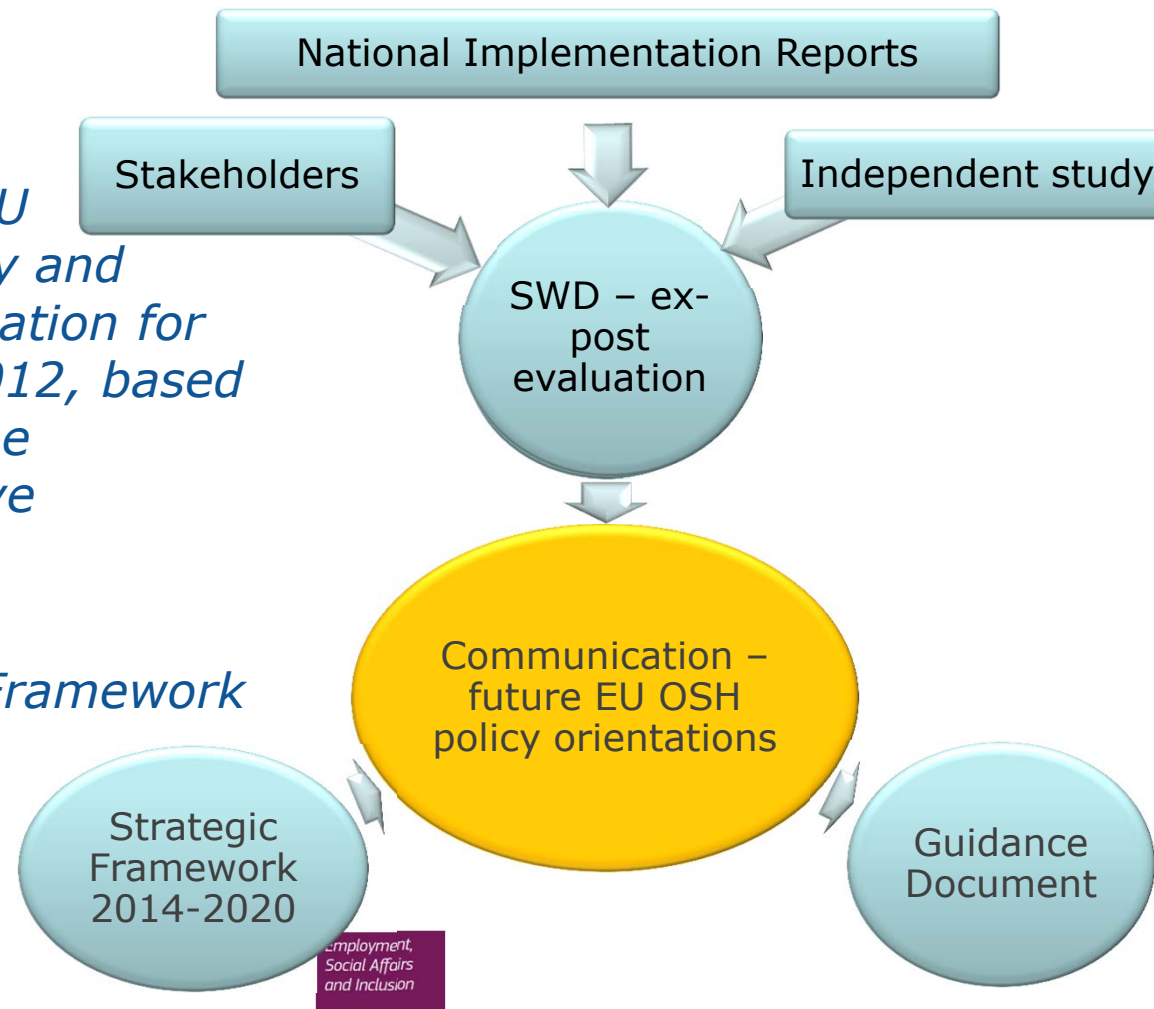 National Implementation Reports
Stakeholders
Independent study
SWD – ex-
post
evaluation
y and
ation for
012, based
Framework
Communication –
future EU OSH
policy orientations
Strategic
Framework
2014-2020
Guidance
Document
Employment,
Social Affairs
and Inclusion